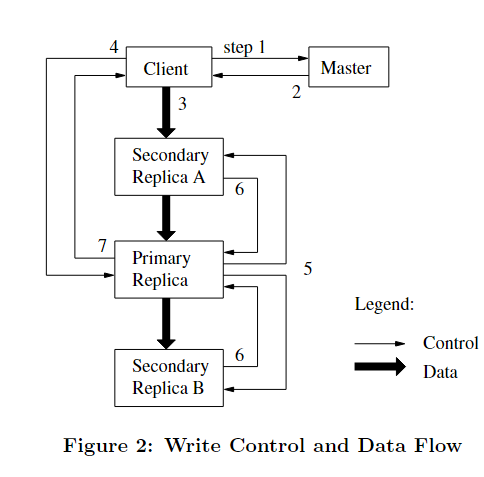 4
step 1
Client
Master
2
3
Secondary
Replica A
6
7
Primary
Replica
5
Legend:
Control
Data
Secondary
Replica B
6
Figure 2: Write Control and Data Flow